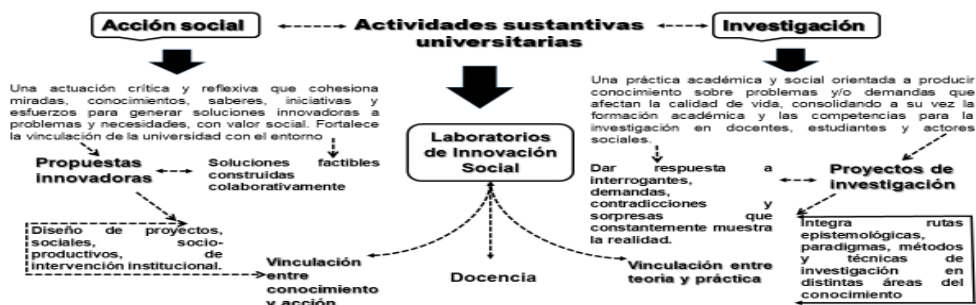 Acción social
Actividades sustantivas
universitarias
Investigación
Una actuación crítica y reflexiva que cohesiona
miradas, conocimientos, saberes, iniciativas y
esfuerzos para generar soluciones innovadoras a
problemas y necesidades, con valor social. Fortalece
la vinculación de la universidad con el entorno
Una práctica académica y social orientada a producir
conocimiento sobre problemas y/o demandas que
afectan la calidad de vida, consolidando a su vez la
formación académica y las competencias para la
investigación en docentes, estudiantes y actores
sociales.
Laboratorios
de Innovación
Social
Propuestas
innovadoras
Soluciones factibles
construidas
colaborativamente
Dar respuesta a
interrogantes,
demandas,
contradicciones y
sorpresas que
constantemente muestra
la realidad.
Proyectos de
investigación
Diseño de proyectos,
sociales, socio-
productivos, de
intervención institucional.
Integra rutas
epistemológicas,
paradigmas, métodos
y técnicas de
investigación en
distintas áreas del
conocimiento
Vinculación
entre
conocimiento
y acción
Docencia
Vinculación entre
teoría y práctica